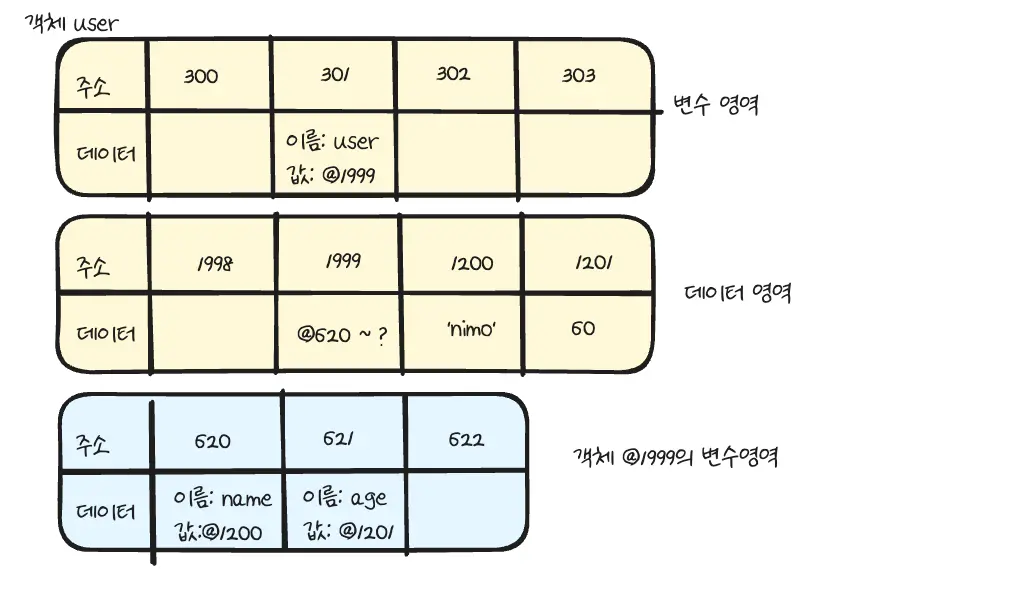 객체 user
주소 300 301 302 303
변수 영역
데이터 이름: user
값: @1999
주소 1998 1999 1200 1201
데이터 영역
데이터 @620 ~ ? 'nimo' 60
주소 620 621 622
객체 @1999의 변수영역
데이터 이름: name 이름: age
값:@1200 값: @1201